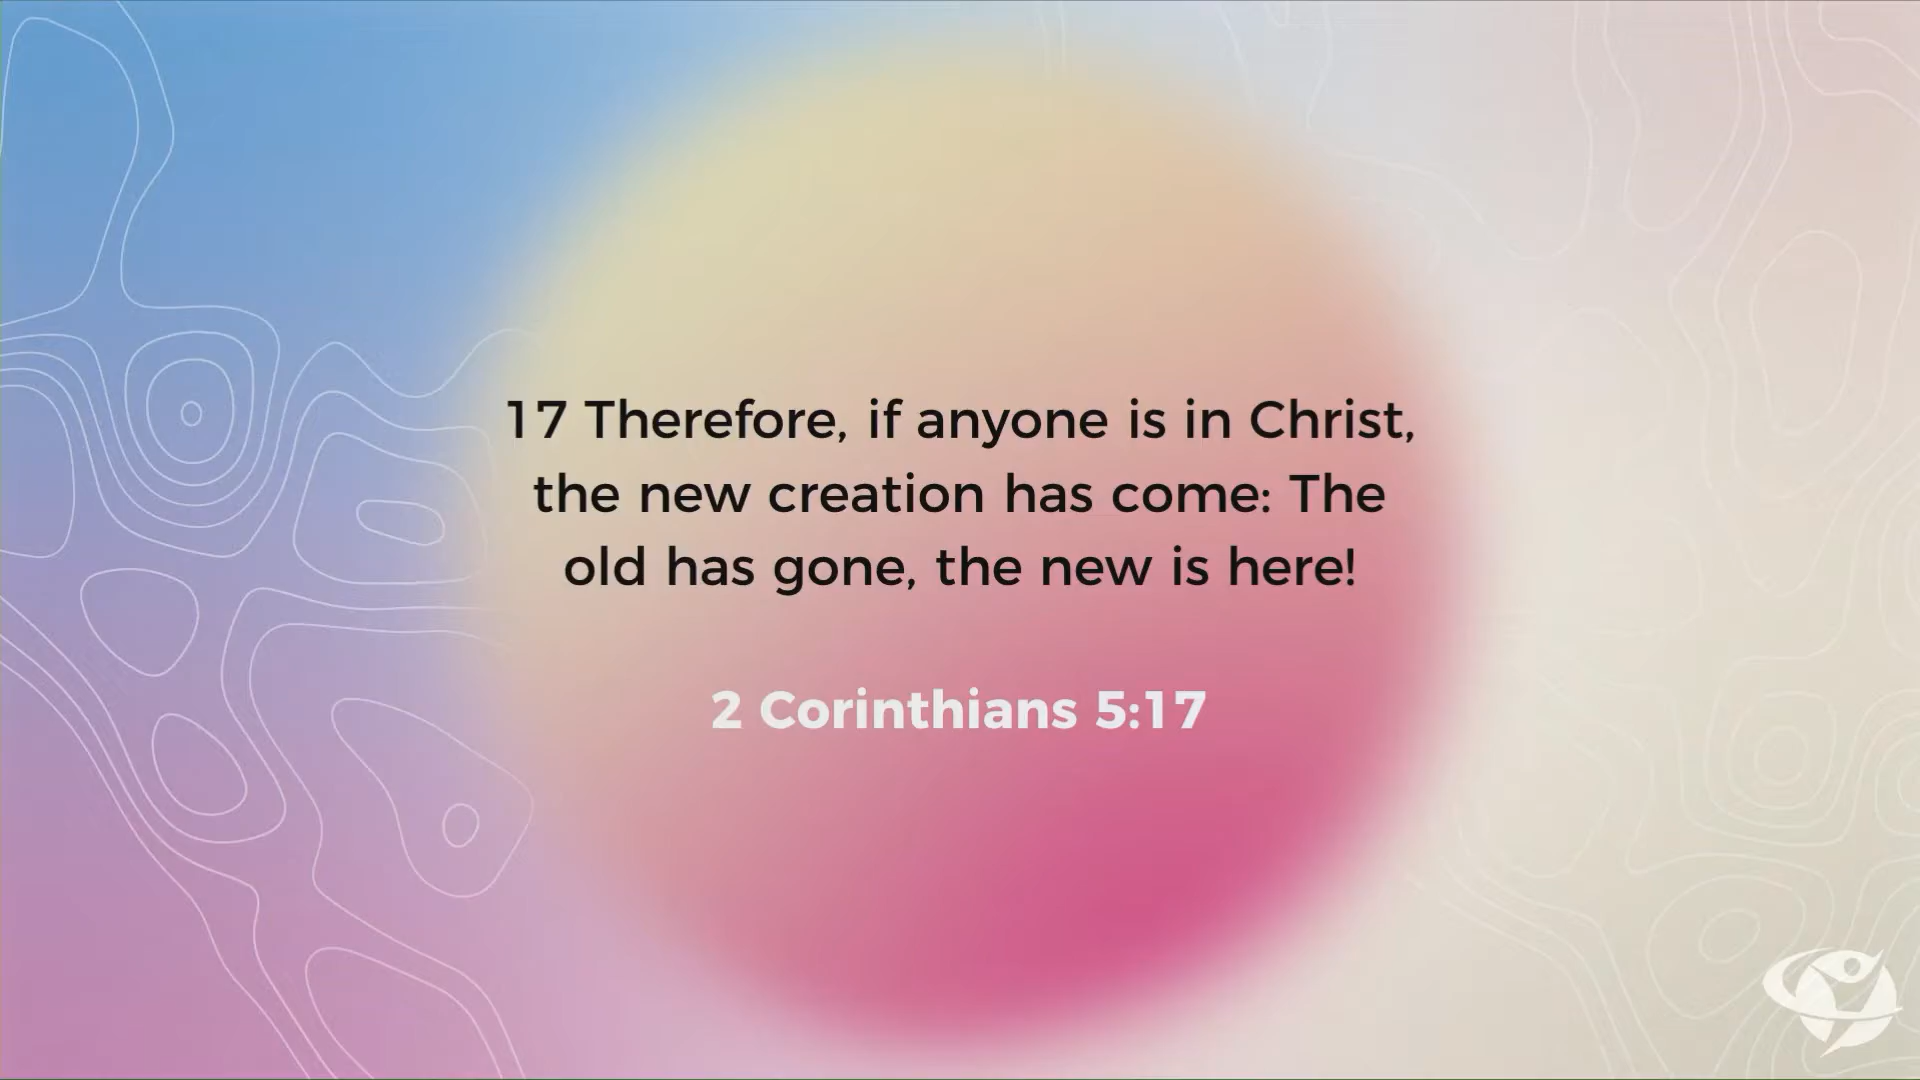 17 Therefore, if anyone is in Christ,
the new creation has come: The
old has gone, the new is here!
2 Corinthians 5:17